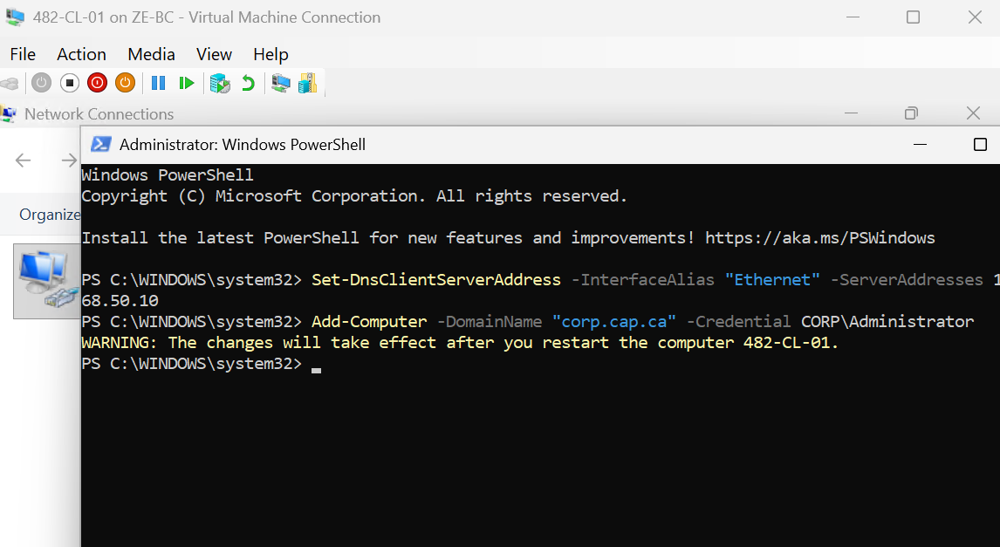 482-CL-01 on ZE-BC - Virtual Machine Connection
File Action Media View Help
Network Connections
Administrator: Windows PowerShell
Organize
Windows PowerShell
Copyright (C) Microsoft Corporation. All rights reserved.
Install the latest PowerShell for new features and improvements! https://aka.ms/PSWindows
PS C:\WINDOWS\system32> Set-DnsClientServerAddress -InterfaceAlias "Ethernet" -ServerAddresses 1
68.50.10
PS C:\WINDOWS\system32> Add-Computer -DomainName "corp.cap.ca" -Credential CORP\Administrator
WARNING: The changes will take effect after you restart the computer 482-CL-01.
PS C:\WINDOWS\system32>